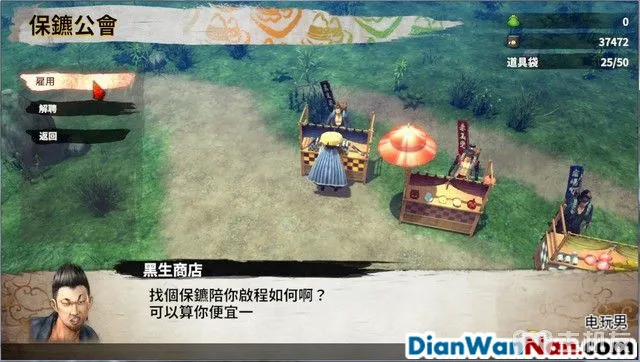 保鑣公會
0
37472
道具袋 25/50
雇用
解聘
返回
黑生商店
找個保鑣陪你啟程如何啊？
可以算你便宜一
电玩男
DianWanNan.com